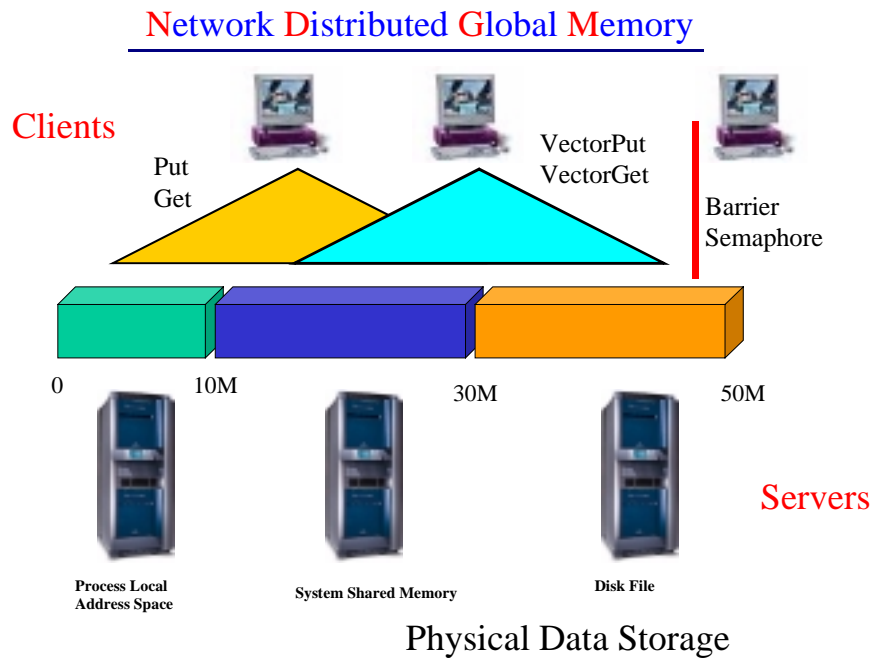 Network Distributed Global Memory
Clients
Put
Get
VectorPut
VectorGet
Barrier
Semaphore
0
10M
30M
50M
Servers
Process Local
Address Space
System Shared Memory
Disk File
Physical Data Storage